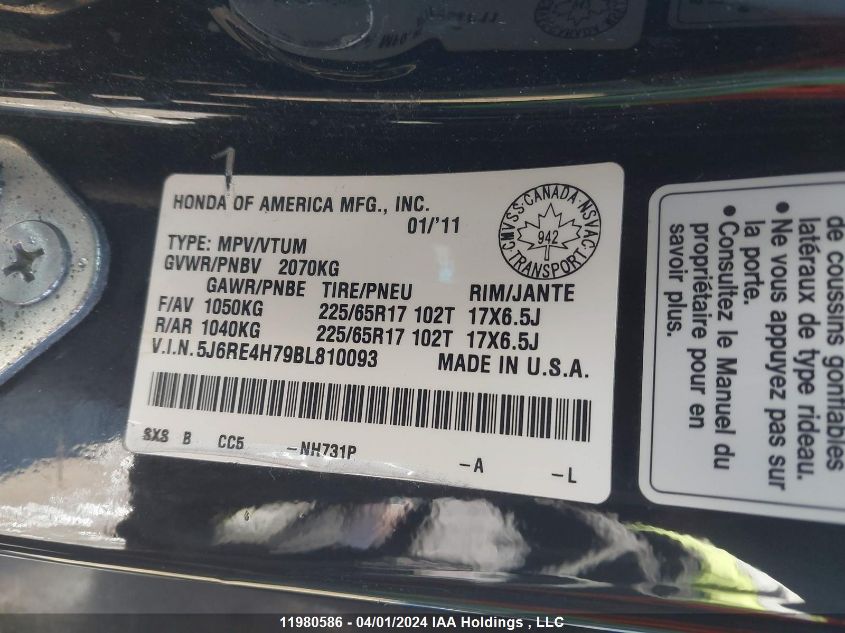 HONDA OF AMERICA MFG., INC.
01/'11
TYPE: MPV/VTUM
GVWR/PNBV 2070KG
GAWR/PNBE TIRE/PNEU RIM/JANTE
F/AV 1050KG 225/65R17 102T 17X6.5J
R/AR 1040KG 225/65R17 102T 17X6.5J
V.I.N.5J6RE4H79BL810093 MADE IN U.S.A.
SXS B CC5 -NH731P -A -L
CMVSS·CANADA·NSVAC
942
TRANSPORT
de coussins gonflables
latéraux de type rideau.
• Ne vous appuyez pas sur
la porte.
• Consultez le Manuel du
propriétaire pour en
savoir plus.
11980586 - 04/01/2024 IAA Holdings , LLC